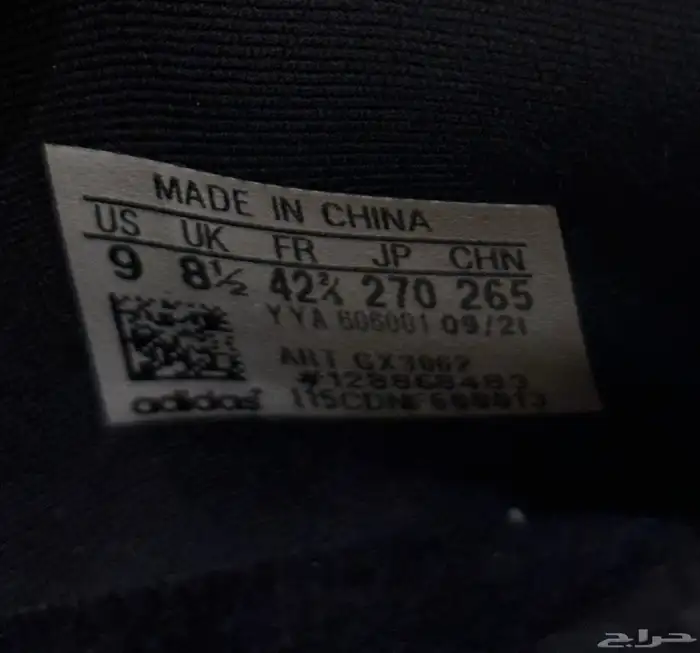 MADE IN CHINA
US UK FR JP CHN
9 8½ 42⅔ 270 265
YYA 606001 09/21
ART GX3062
adidas
حراج